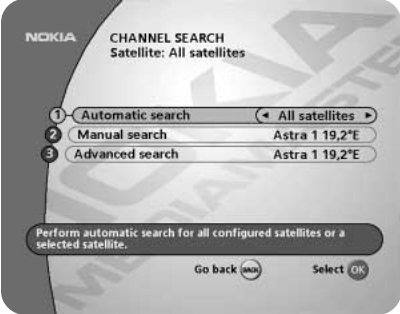 NOKIA
CHANNEL SEARCH
Satellite: All satellites
1 Automatic search All satellites
2 Manual search Astra 1 19,2°E
3 Advanced search Astra 1 19,2°E
Perform automatic search for all configured satellites or a
selected satellite.
Go back BACK Select OK
NOKIA
MEDIAMASTER